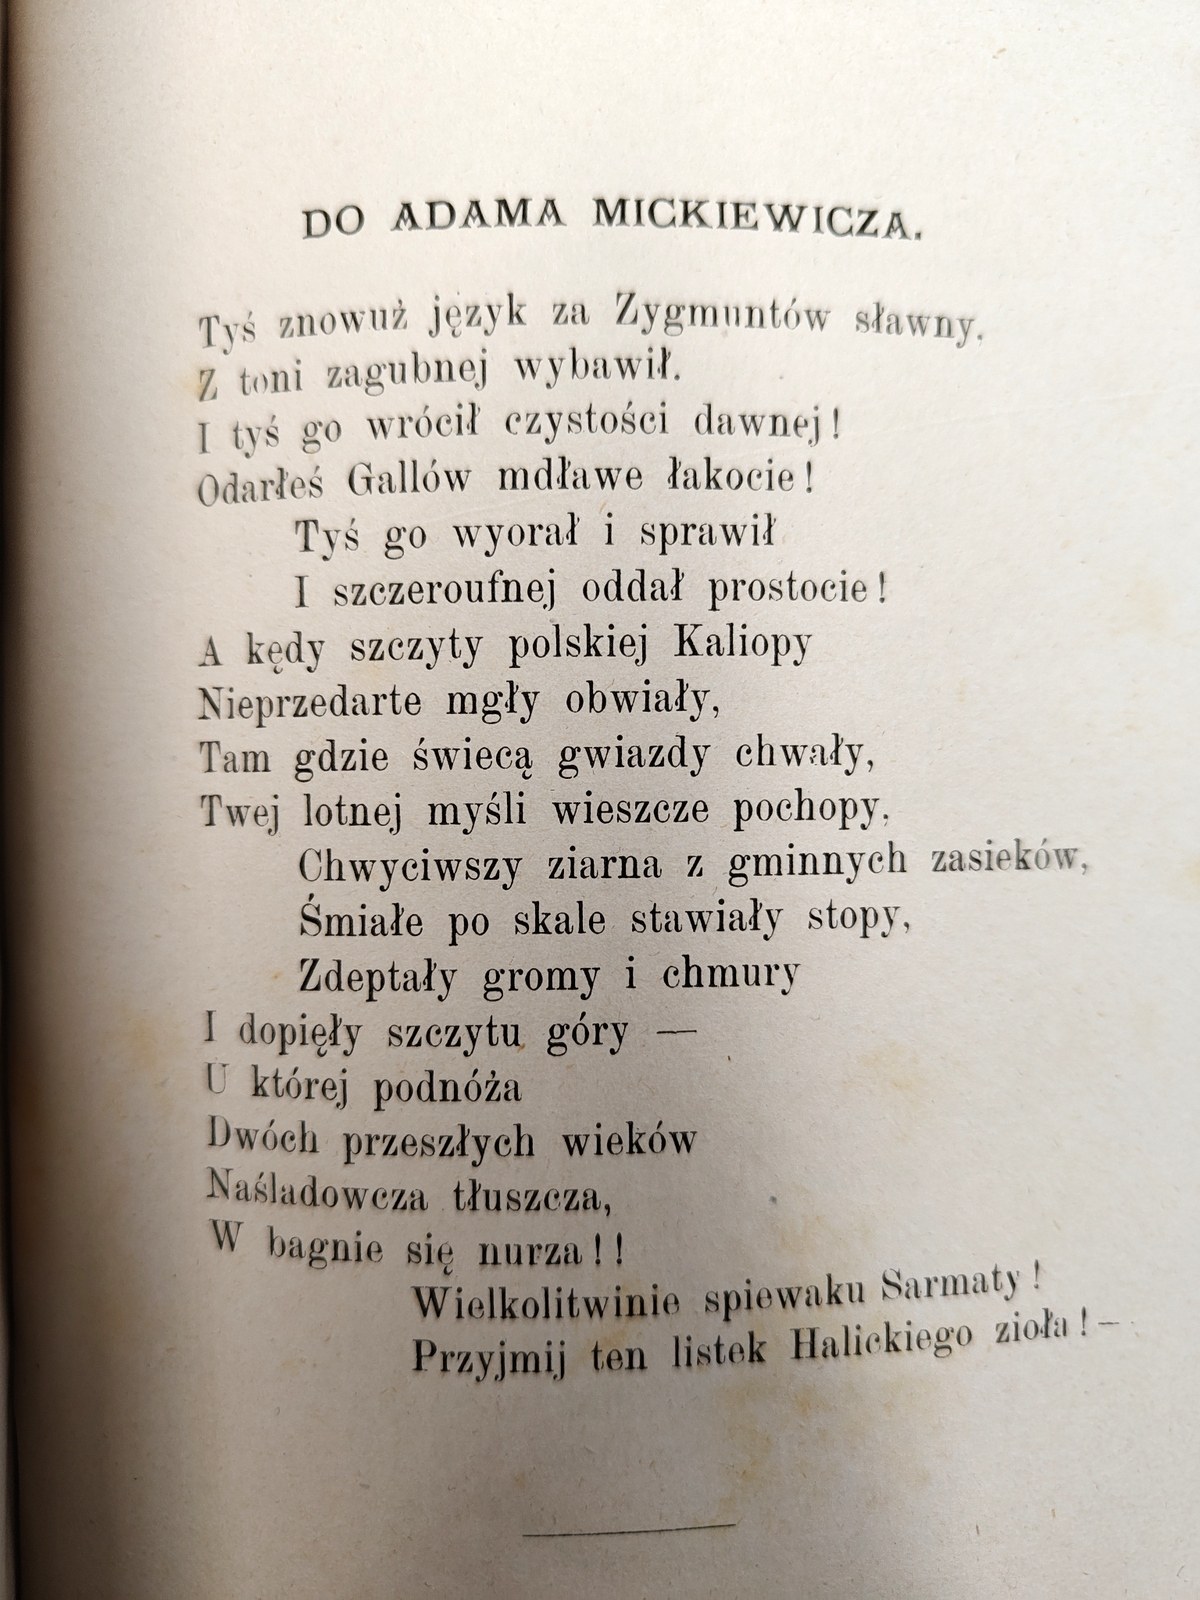 DO ADAMA MICKIEWICZA.
Tyś znowuż język za Zygmuntów sławny,
Z toni zagubnej wybawił.
I tyś go wrócił czystości dawnej!
Odarłeś Gallów mdławe łakocie!
Tyś go wyorał i sprawił
I szczeroufnej oddał prostocie!
A kędy szczyty polskiej Kaliopy
Nieprzedarte mgły obwiały,
Tam gdzie świecą gwiazdy chwały,
Twej lotnej myśli wieszcze pochopy,
Chwyciwszy ziarna z gminnych zasieków,
Śmiałe po skale stawiały stopy,
Zdeptały gromy i chmury
I dopięły szczytu góry —
U której podnóża
Dwóch przeszłych wieków
Naśladowcza tłuszcza,
W bagnie się nurza!!
Wielkolitwinie spiewaku Sarmaty!
Przyjmij ten listek Halickiego zioła! —